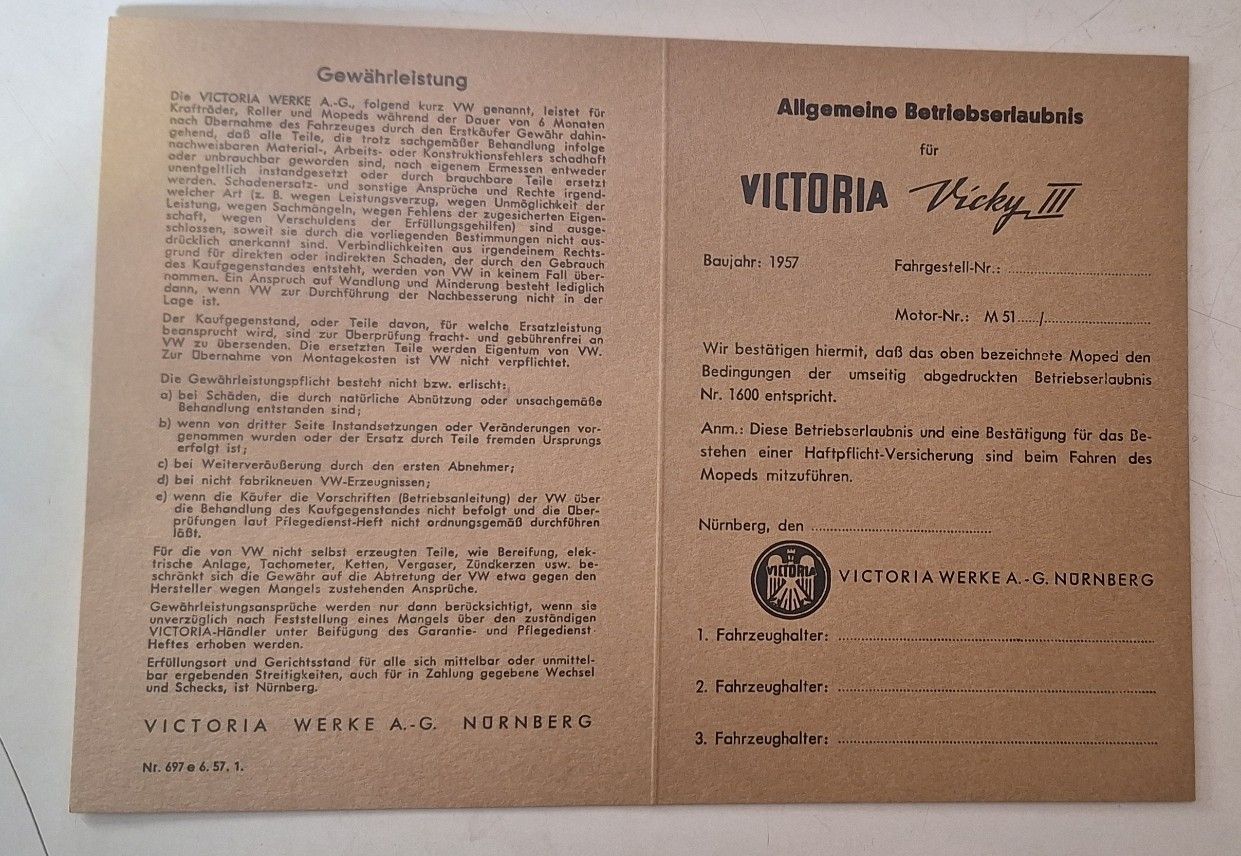 Gewährleistung
Die VICTORIA WERKE A.-G., folgend kurz VW genannt, leistet für
Krafträder, Roller und Mopeds während der Dauer von 6 Monaten
nach Übernahme des Fahrzeuges durch den Erstkäufer Gewähr dahin-
gehend, daß alle Teile, die trotz sachgemäßer Behandlung infolge
nachweisbaren Material-, Arbeits- oder Konstruktionsfehlers schadhaft
oder unbrauchbar geworden sind, nach eigenem Ermessen entweder
unentgeltlich instandgesetzt oder durch brauchbare Teile ersetzt
werden. Schadenersatz- und sonstige Ansprüche und Rechte irgend-
welcher Art (z. B. wegen Leistungsverzug, wegen Unmöglichkeit der
Leistung, wegen Sachmängeln, wegen Fehlens der zugesicherten Eigen-
schaft, wegen Verschuldens der Erfüllungsgehilfen) sind ausge-
schlossen, soweit sie durch die vorliegenden Bestimmungen nicht aus-
drücklich anerkannt sind. Verbindlichkeiten aus irgendeinem Rechts-
grund für direkten oder indirekten Schaden, der durch den Gebrauch
des Kaufgegenstandes entsteht, werden von VW in keinem Fall über-
nommen. Ein Anspruch auf Wandlung und Minderung besteht lediglich
dann, wenn VW zur Durchführung der Nachbesserung nicht in der
Lage ist.
Der Kaufgegenstand, oder Teile davon, für welche Ersatzleistung
beansprucht wird, sind zur Überprüfung fracht- und gebührenfrei an
VW zu übersenden. Die ersetzten Teile werden Eigentum von VW.
Zur Übernahme von Montagekosten ist VW nicht verpflichtet.
Die Gewährleistungspflicht besteht nicht bzw. erlischt:
a) bei Schäden, die durch natürliche Abnützung oder unsachgemäße
Behandlung entstanden sind;
b) wenn von dritter Seite Instandsetzungen oder Veränderungen vor-
genommen wurden oder der Ersatz durch Teile fremden Ursprungs
erfolgt ist;
c) bei Weiterveräußerung durch den ersten Abnehmer;
d) bei nicht fabrikneuen VW-Erzeugnissen;
e) wenn die Käufer die Vorschriften (Betriebsanleitung) der VW über
die Behandlung des Kaufgegenstandes nicht befolgt und die Über-
prüfungen laut Pflegedienst-Heft nicht ordnungsgemäß durchführen
läßt.
Für die von VW nicht selbst erzeugten Teile, wie Bereifung, elek-
trische Anlage, Tachometer, Ketten, Vergaser, Zündkerzen usw. be-
schränkt sich die Gewähr auf die Abtretung der VW etwa gegen den
Hersteller wegen Mangels zustehenden Ansprüche.
Gewährleistungsansprüche werden nur dann berücksichtigt, wenn sie
unverzüglich nach Feststellung eines Mangels über den zuständigen
VICTORIA-Händler unter Beifügung des Garantie- und Pflegedienst-
Heftes erhoben werden.
Erfüllungsort und Gerichtsstand für alle sich mittelbar oder unmittel-
bar ergebenden Streitigkeiten, auch für in Zahlung gegebene Wechsel
und Schecks, ist Nürnberg.
VICTORIA WERKE A.-G. NÜRNBERG
Nr. 697 e 6. 57. 1.
Allgemeine Betriebserlaubnis
für
VICTORIA Vicky III
Baujahr: 1957 Fahrgestell-Nr.: ..............................
Motor-Nr.: M 51....../..........................
Wir bestätigen hiermit, daß das oben bezeichnete Moped den
Bedingungen der umseitig abgedruckten Betriebserlaubnis
Nr. 1600 entspricht.
Anm.: Diese Betriebserlaubnis und eine Bestätigung für das Be-
stehen einer Haftpflicht-Versicherung sind beim Fahren des
Mopeds mitzuführen.
Nürnberg, den ........................................
VICTORIA
VICTORIA WERKE A.-G. NÜRNBERG
1. Fahrzeughalter: ..............................................................
2. Fahrzeughalter: ..............................................................
3. Fahrzeughalter: ..............................................................